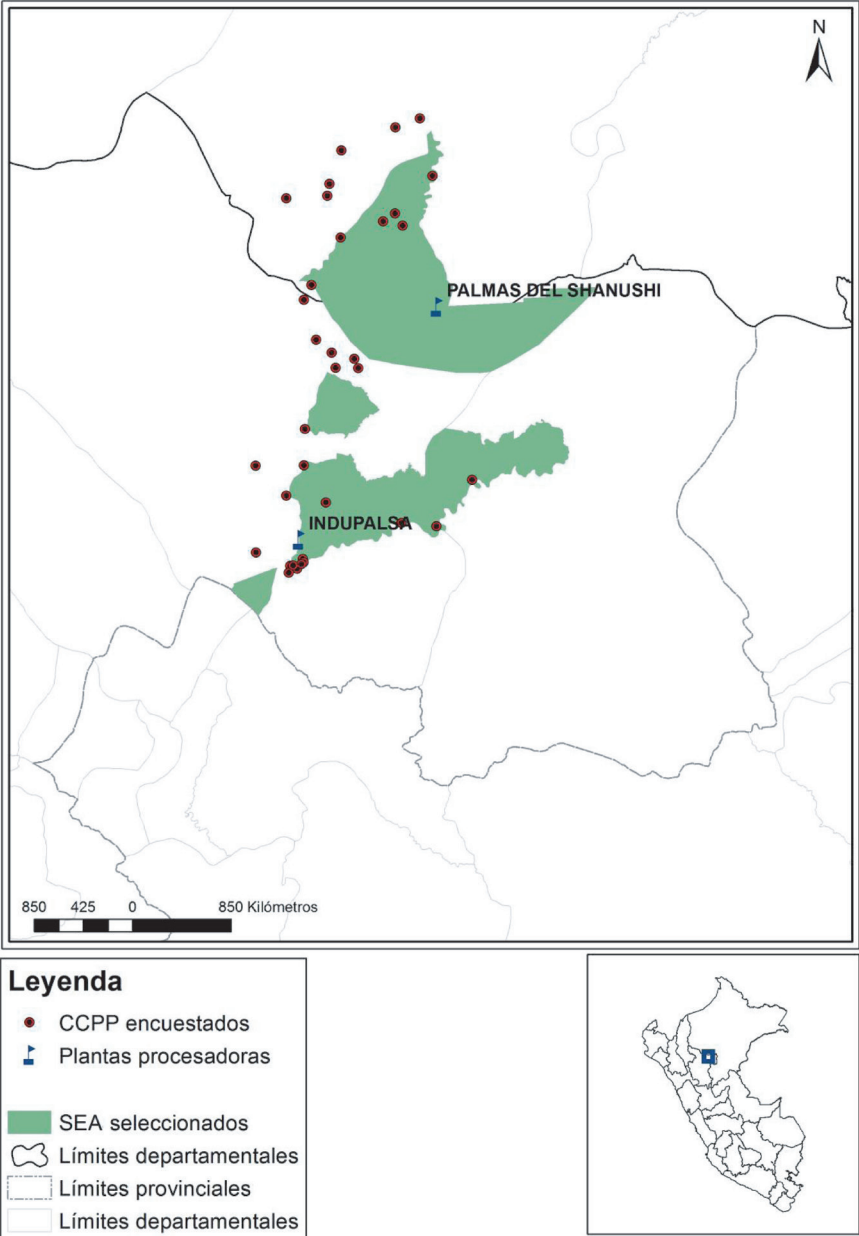 N
PALMAS DEL SHANUSHI
INDUPALSA
850 425 0 850 Kilómetros
Leyenda
CCPP encuestados
Plantas procesadoras
SEA seleccionados
Límites departamentales
Límites provinciales
Límites departamentales